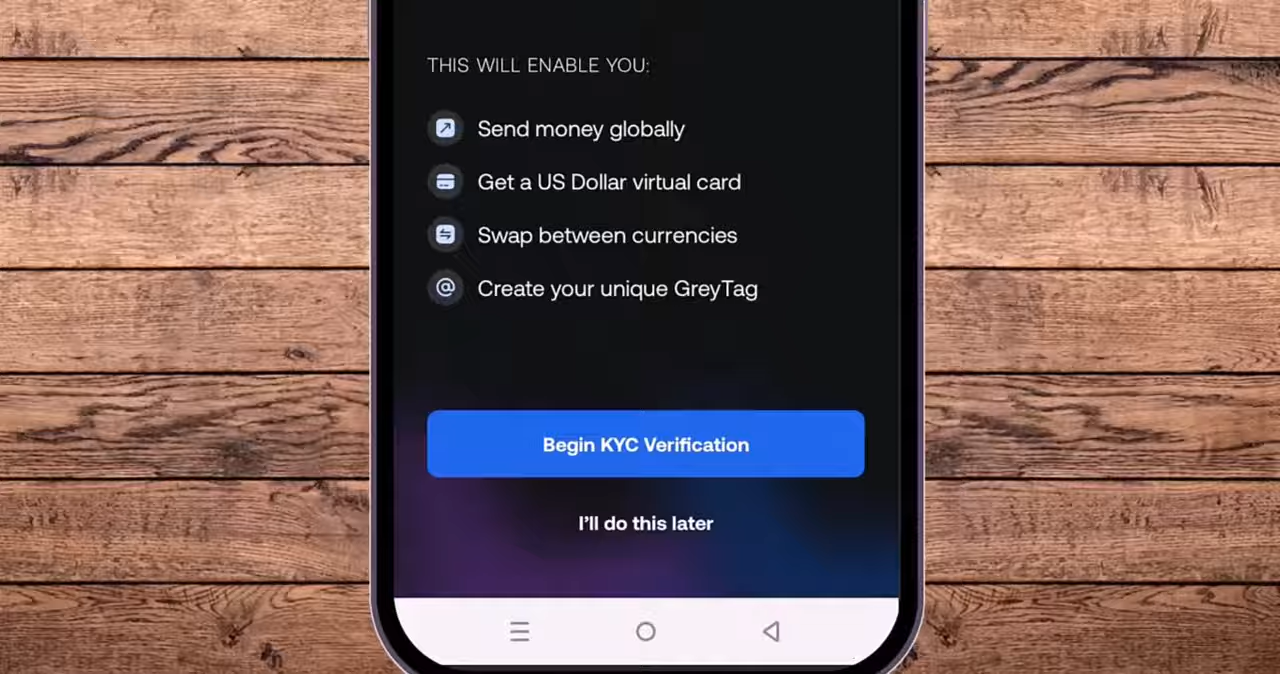 THIS WILL ENABLE YOU:
Send money globally
Get a US Dollar virtual card
Swap between currencies
Create your unique GreyTag
Begin KYC Verification
I'll do this later